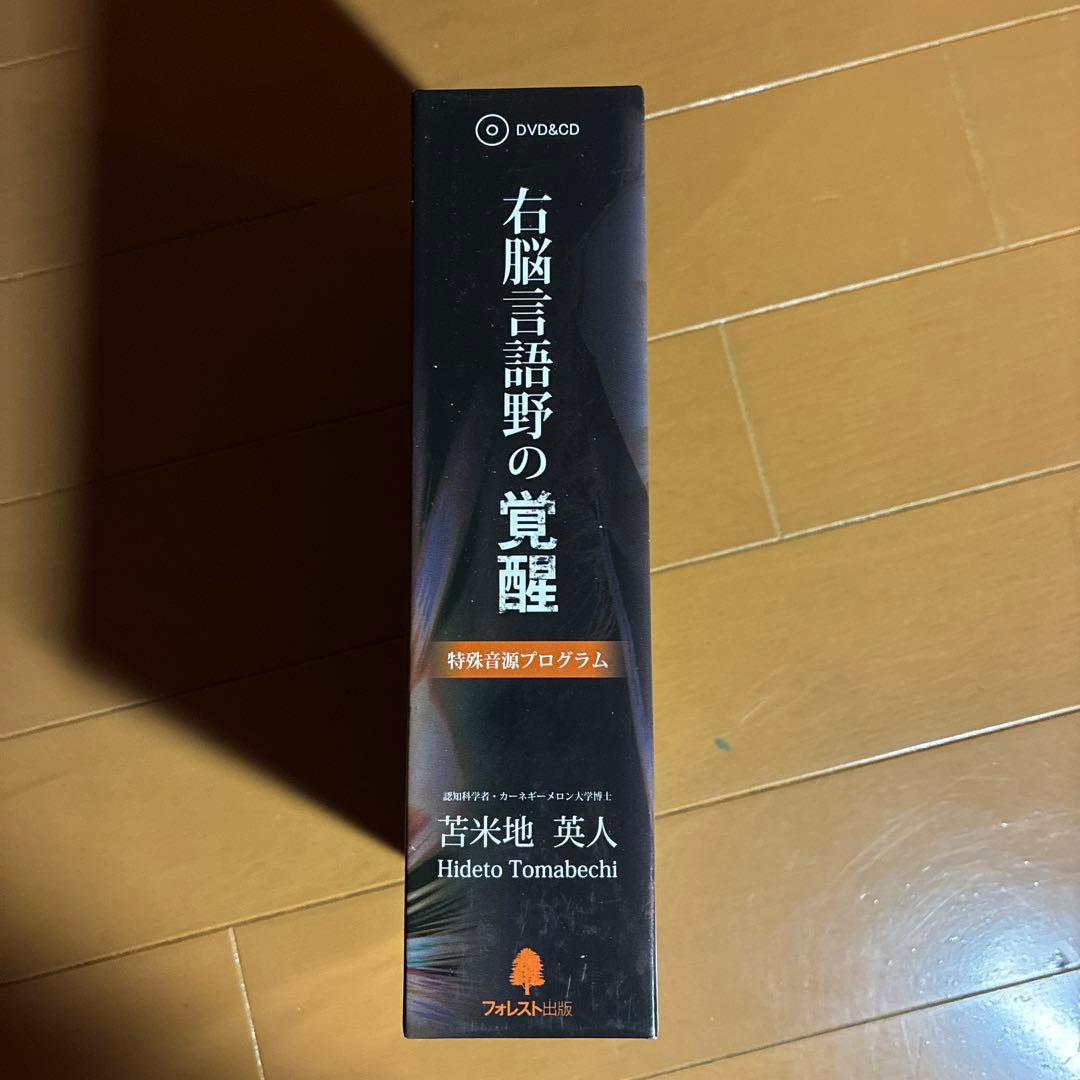 DVD&CD
右脳言語野の覚醒
特殊音源プログラム
認知科学者・カーネギーメロン大学博士
苫米地 英人
Hideto Tomabechi
フォレスト出版